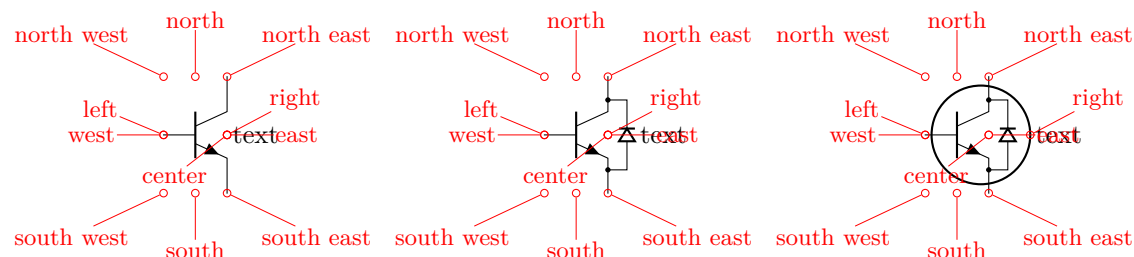 north north north
north west north east north west north east north west north east
left right left right left right
west text east west text east west text east
center center center
south west south east south west south east south west south east
south south south